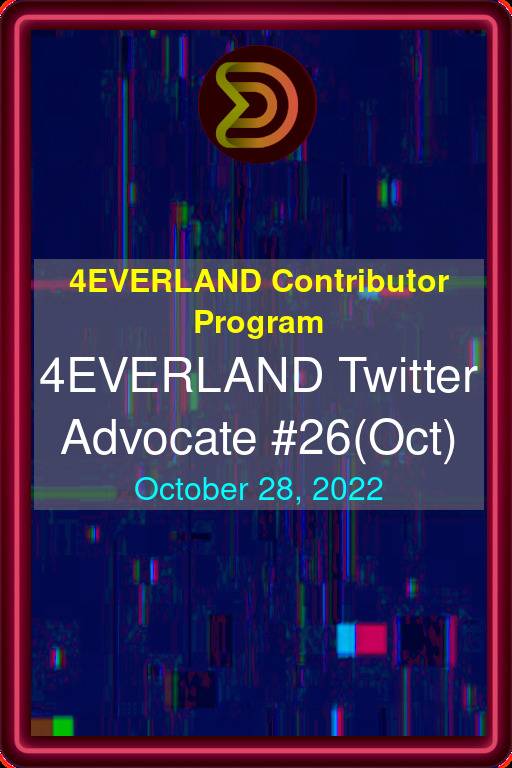 4EVERLAND Contributor
Program
4EVERLAND Twitter
Advocate #26(Oct)
October 28, 2022